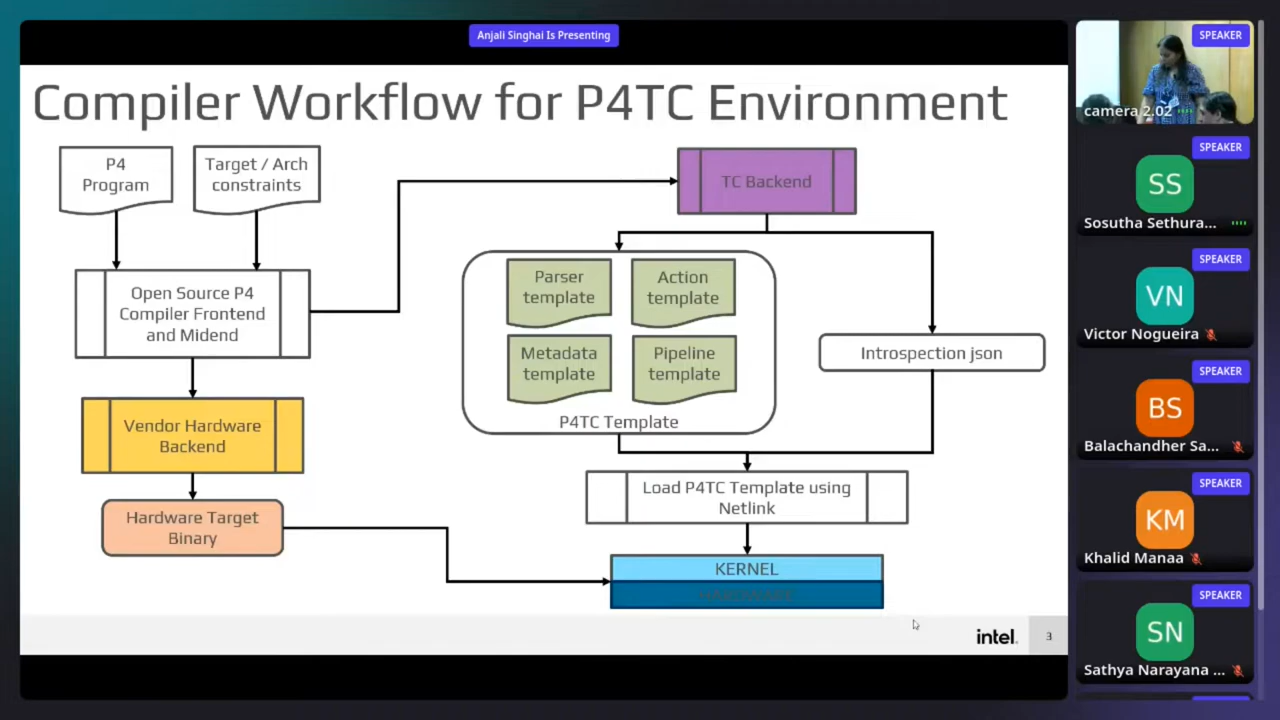 Anjali Singhai Is Presenting
Compiler Workflow for P4TC Environment
P4
Program
Target / Arch
constraints
TC Backend
Open Source P4
Compiler Frontend
and Midend
Parser
template
Action
template
Metadata
template
Pipeline
template
P4TC Template
Introspection json
Vendor Hardware
Backend
Load P4TC Template using
Netlink
Hardware Target
Binary
KERNEL
HARDWARE
intel.
3
SPEAKER
camera 2.02
SPEAKER
SS
Sosutha Sethura...
SPEAKER
VN
Victor Nogueira
SPEAKER
BS
Balachandher Sa...
SPEAKER
KM
Khalid Manaa
SPEAKER
SN
Sathya Narayana ...